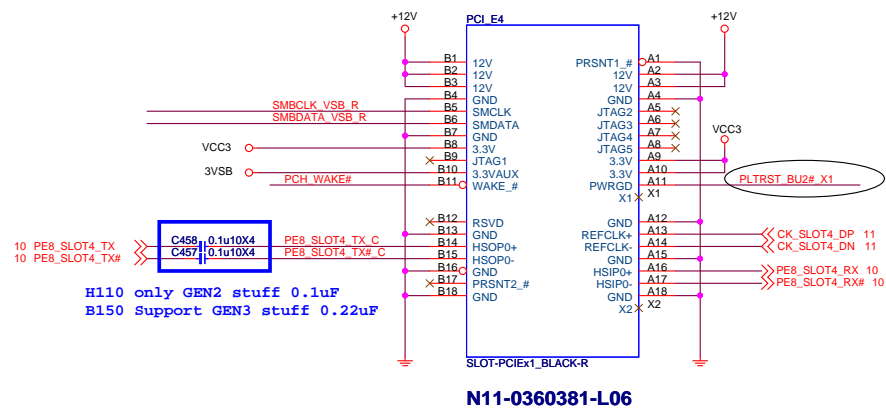 PCI_E4
+12V
+12V
B1 12V PRSNT1_# A1
B2 12V 12V A2
B3 12V 12V A3
B4 GND GND A4
SMBCLK_VSB_R B5 SMCLK JTAG2 A5
SMBDATA_VSB_R B6 SMDATA JTAG3 A6
B7 GND JTAG4 A7
VCC3 B8 3.3V JTAG5 A8
VCC3
B9 JTAG1 3.3V A9
3VSB B10 3.3VAUX 3.3V A10
PCH_WAKE# B11 WAKE_# PWRGD A11 PLTRST_BU2#_X1
X1 X1
B12 RSVD GND A12
B13 GND REFCLK+ A13 CK_SLOT4_DP 11
10 PE8_SLOT4_TX C458 0.1u10X4 PE8_SLOT4_TX_C B14 HSOP0+ REFCLK- A14 CK_SLOT4_DN 11
10 PE8_SLOT4_TX# C457 0.1u10X4 PE8_SLOT4_TX#_C B15 HSOP0- GND A15
B16 GND HSIP0+ A16 PE8_SLOT4_RX 10
B17 PRSNT2_# HSIP0- A17 PE8_SLOT4_RX# 10
B18 GND GND A18
X2 X2
H110 only GEN2 stuff 0.1uF
B150 Support GEN3 stuff 0.22uF
SLOT-PCIEx1_BLACK-R
N11-0360381-L06